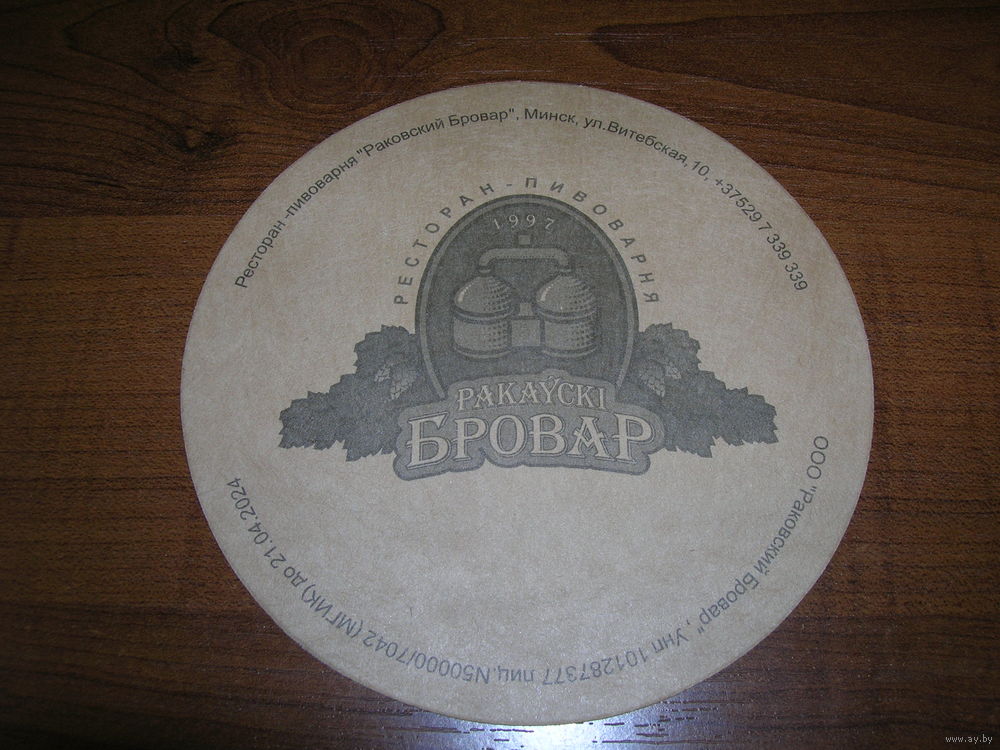 Ресторан -пивоварня "Раковский Бровар", Минск, ул.Витебская, 10, +37529 7 339 339
РЕСТОРАН-ПИВОВАРНЯ
1997
РАКАЎСКІ
БРОВАР
ООО "Раковский Бровар", Унп 101287377 лиц.N50000/7042 (МГИК) до 21.04.2024
www.ay.by